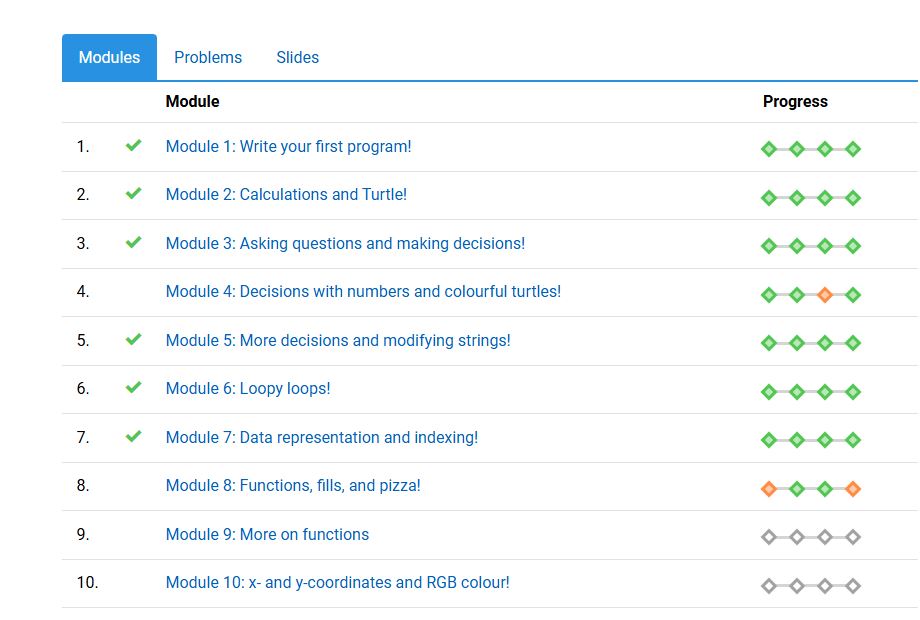 Modules Problems Slides
Module Progress
1. Module 1: Write your first program!
2. Module 2: Calculations and Turtle!
3. Module 3: Asking questions and making decisions!
4. Module 4: Decisions with numbers and colourful turtles!
5. Module 5: More decisions and modifying strings!
6. Module 6: Loopy loops!
7. Module 7: Data representation and indexing!
8. Module 8: Functions, fills, and pizza!
9. Module 9: More on functions
10. Module 10: x- and y-coordinates and RGB colour!